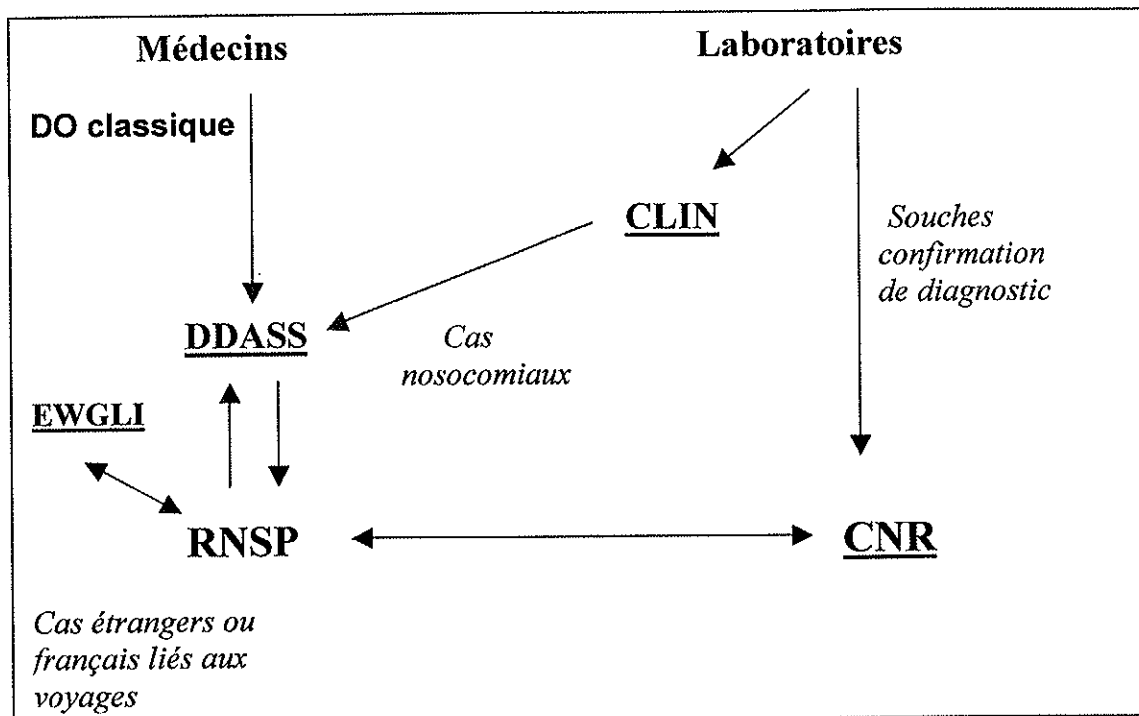 Médecins
Laboratoires
DO classique
CLIN
Souches
confirmation
de diagnostic
DDASS
Cas
nosocomiaux
EWGLI
RNSP
CNR
Cas étrangers ou
français liés aux
voyages